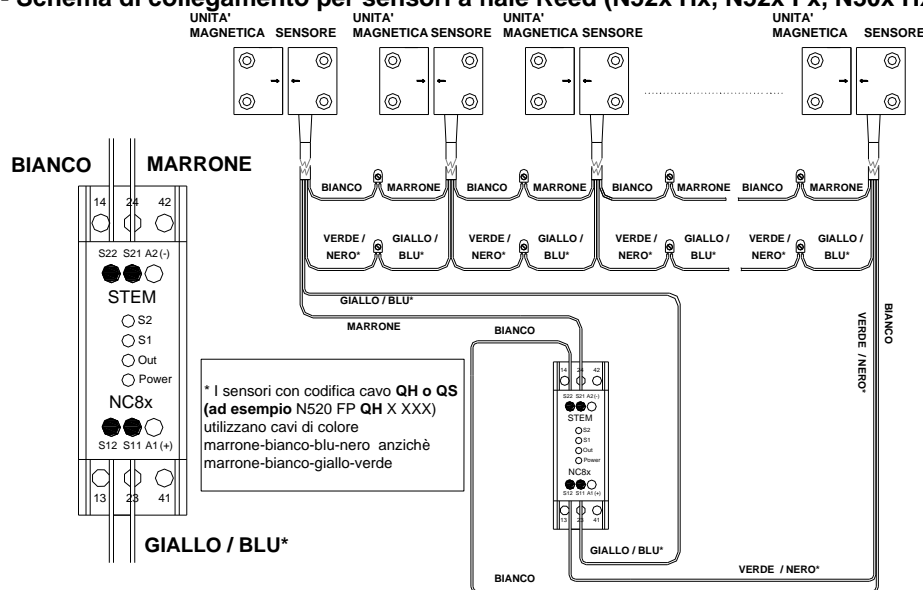 - Schema di collegamento per sensori a fiale Reed (N52x Hx, N52x Fx, N50x Hx
UNITA' MAGNETICA SENSORE
UNITA' MAGNETICA SENSORE
UNITA' MAGNETICA SENSORE
UNITA' MAGNETICA SENSORE
BIANCO MARRONE
BIANCO MARRONE BIANCO MARRONE BIANCO MARRONE BIANCO MARRONE
VERDE / NERO* GIALLO / BLU* VERDE / NERO* GIALLO / BLU* VERDE / NERO* GIALLO / BLU* VERDE / NERO* GIALLO / BLU*
14 24 42
S22 S21 A2 (-)
STEM
S2
S1
Out
Power
NC8x
S12 S11 A1 (+)
13 23 41
GIALLO / BLU*
GIALLO / BLU*
MARRONE
BIANCO
* I sensori con codifica cavo QH o QS
(ad esempio N520 FP QH X XXX)
utilizzano cavi di colore
marrone-bianco-blu-nero anzichè
marrone-bianco-giallo-verde
14 24 42
S22 S21 A2 (-)
STEM
S2
S1
Out
Power
NC8x
S12 S11 A1 (+)
13 23 41
GIALLO / BLU*
VERDE / NERO*
BIANCO
VERDE / NERO*
BIANCO